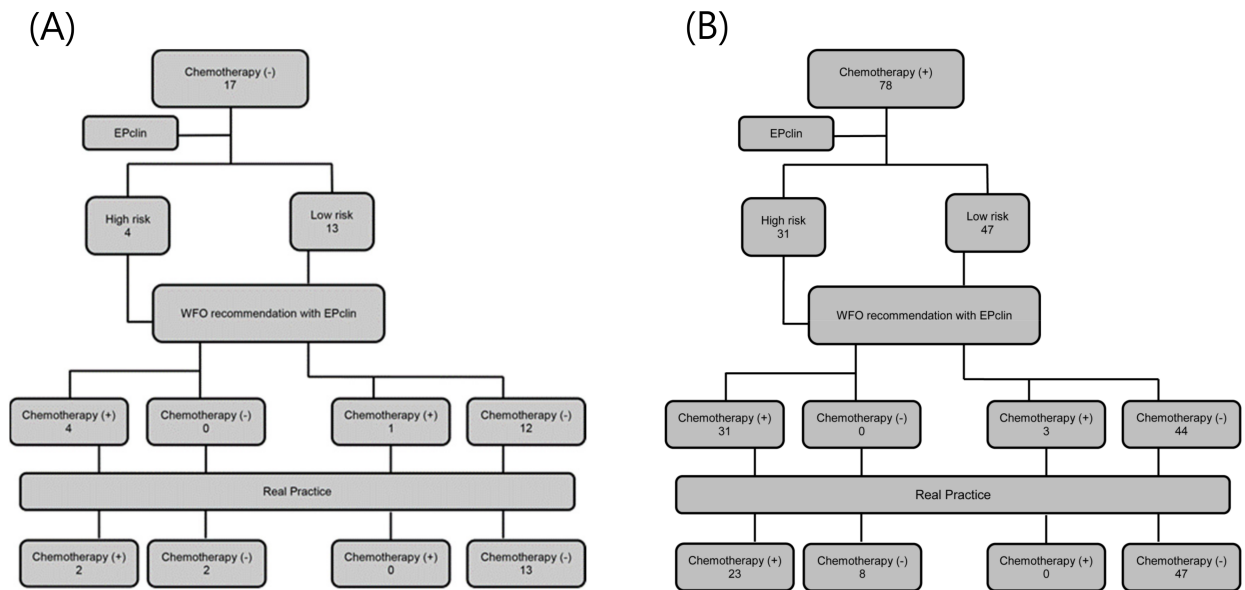 (A)
Chemotherapy (-)
17
EPclin
High risk
4
Low risk
13
WFO recommendation with EPclin
Chemotherapy (+)
4
Chemotherapy (-)
0
Chemotherapy (+)
1
Chemotherapy (-)
12
Real Practice
Chemotherapy (+)
2
Chemotherapy (-)
2
Chemotherapy (+)
0
Chemotherapy (-)
13
(B)
Chemotherapy (+)
78
EPclin
High risk
31
Low risk
47
WFO recommendation with EPclin
Chemotherapy (+)
31
Chemotherapy (-)
0
Chemotherapy (+)
3
Chemotherapy (-)
44
Real Practice
Chemotherapy (+)
23
Chemotherapy (-)
8
Chemotherapy (+)
0
Chemotherapy (-)
47